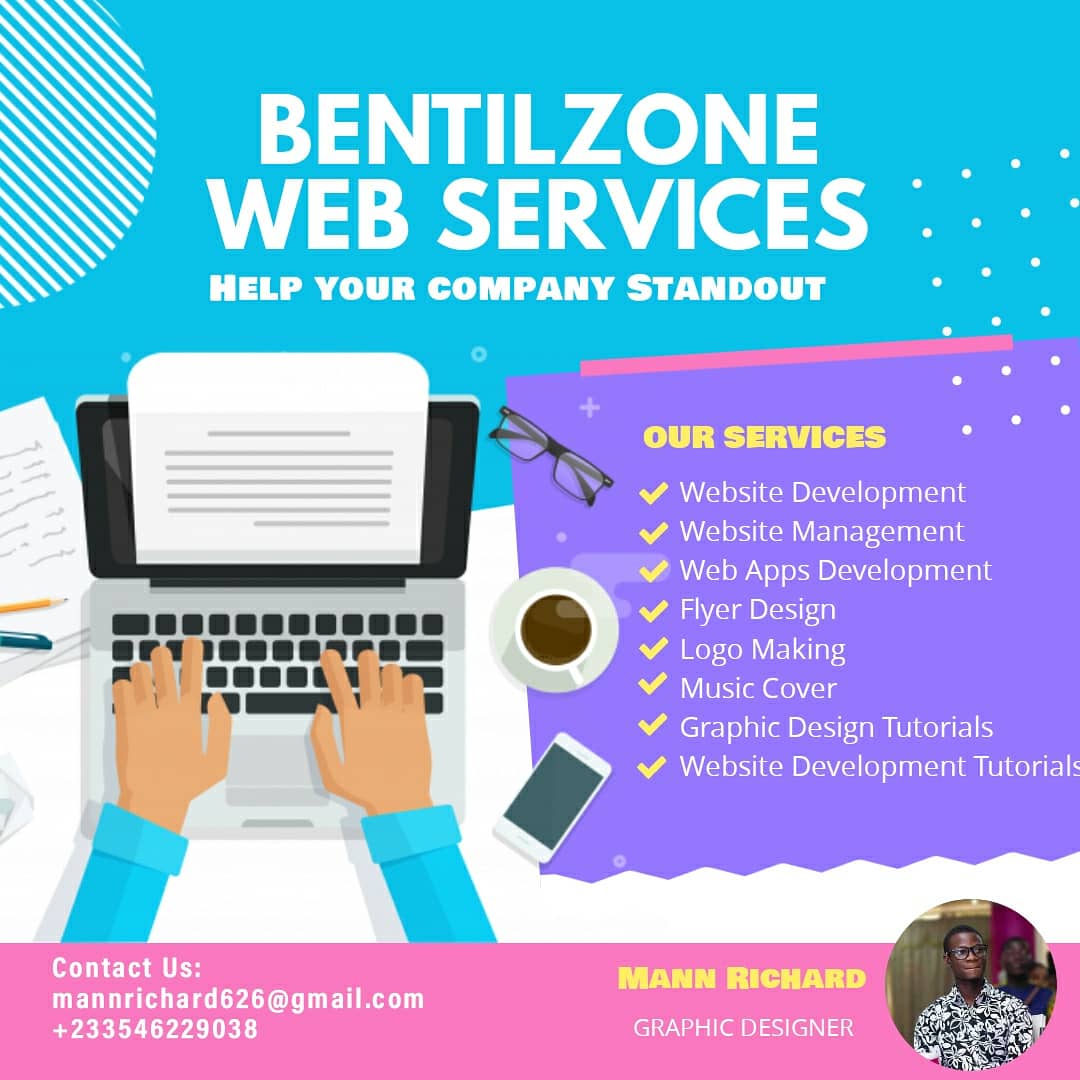 BENTILZONE
WEB SERVICES
HELP YOUR COMPANY STANDOUT
OUR SERVICES
Website Development
Website Management
Web Apps Development
Flyer Design
Logo Making
Music Cover
Graphic Design Tutorials
Website Development Tutorials
Contact Us:
mannrichard626@gmail.com
+233546229038
MANN RICHARD
GRAPHIC DESIGNER